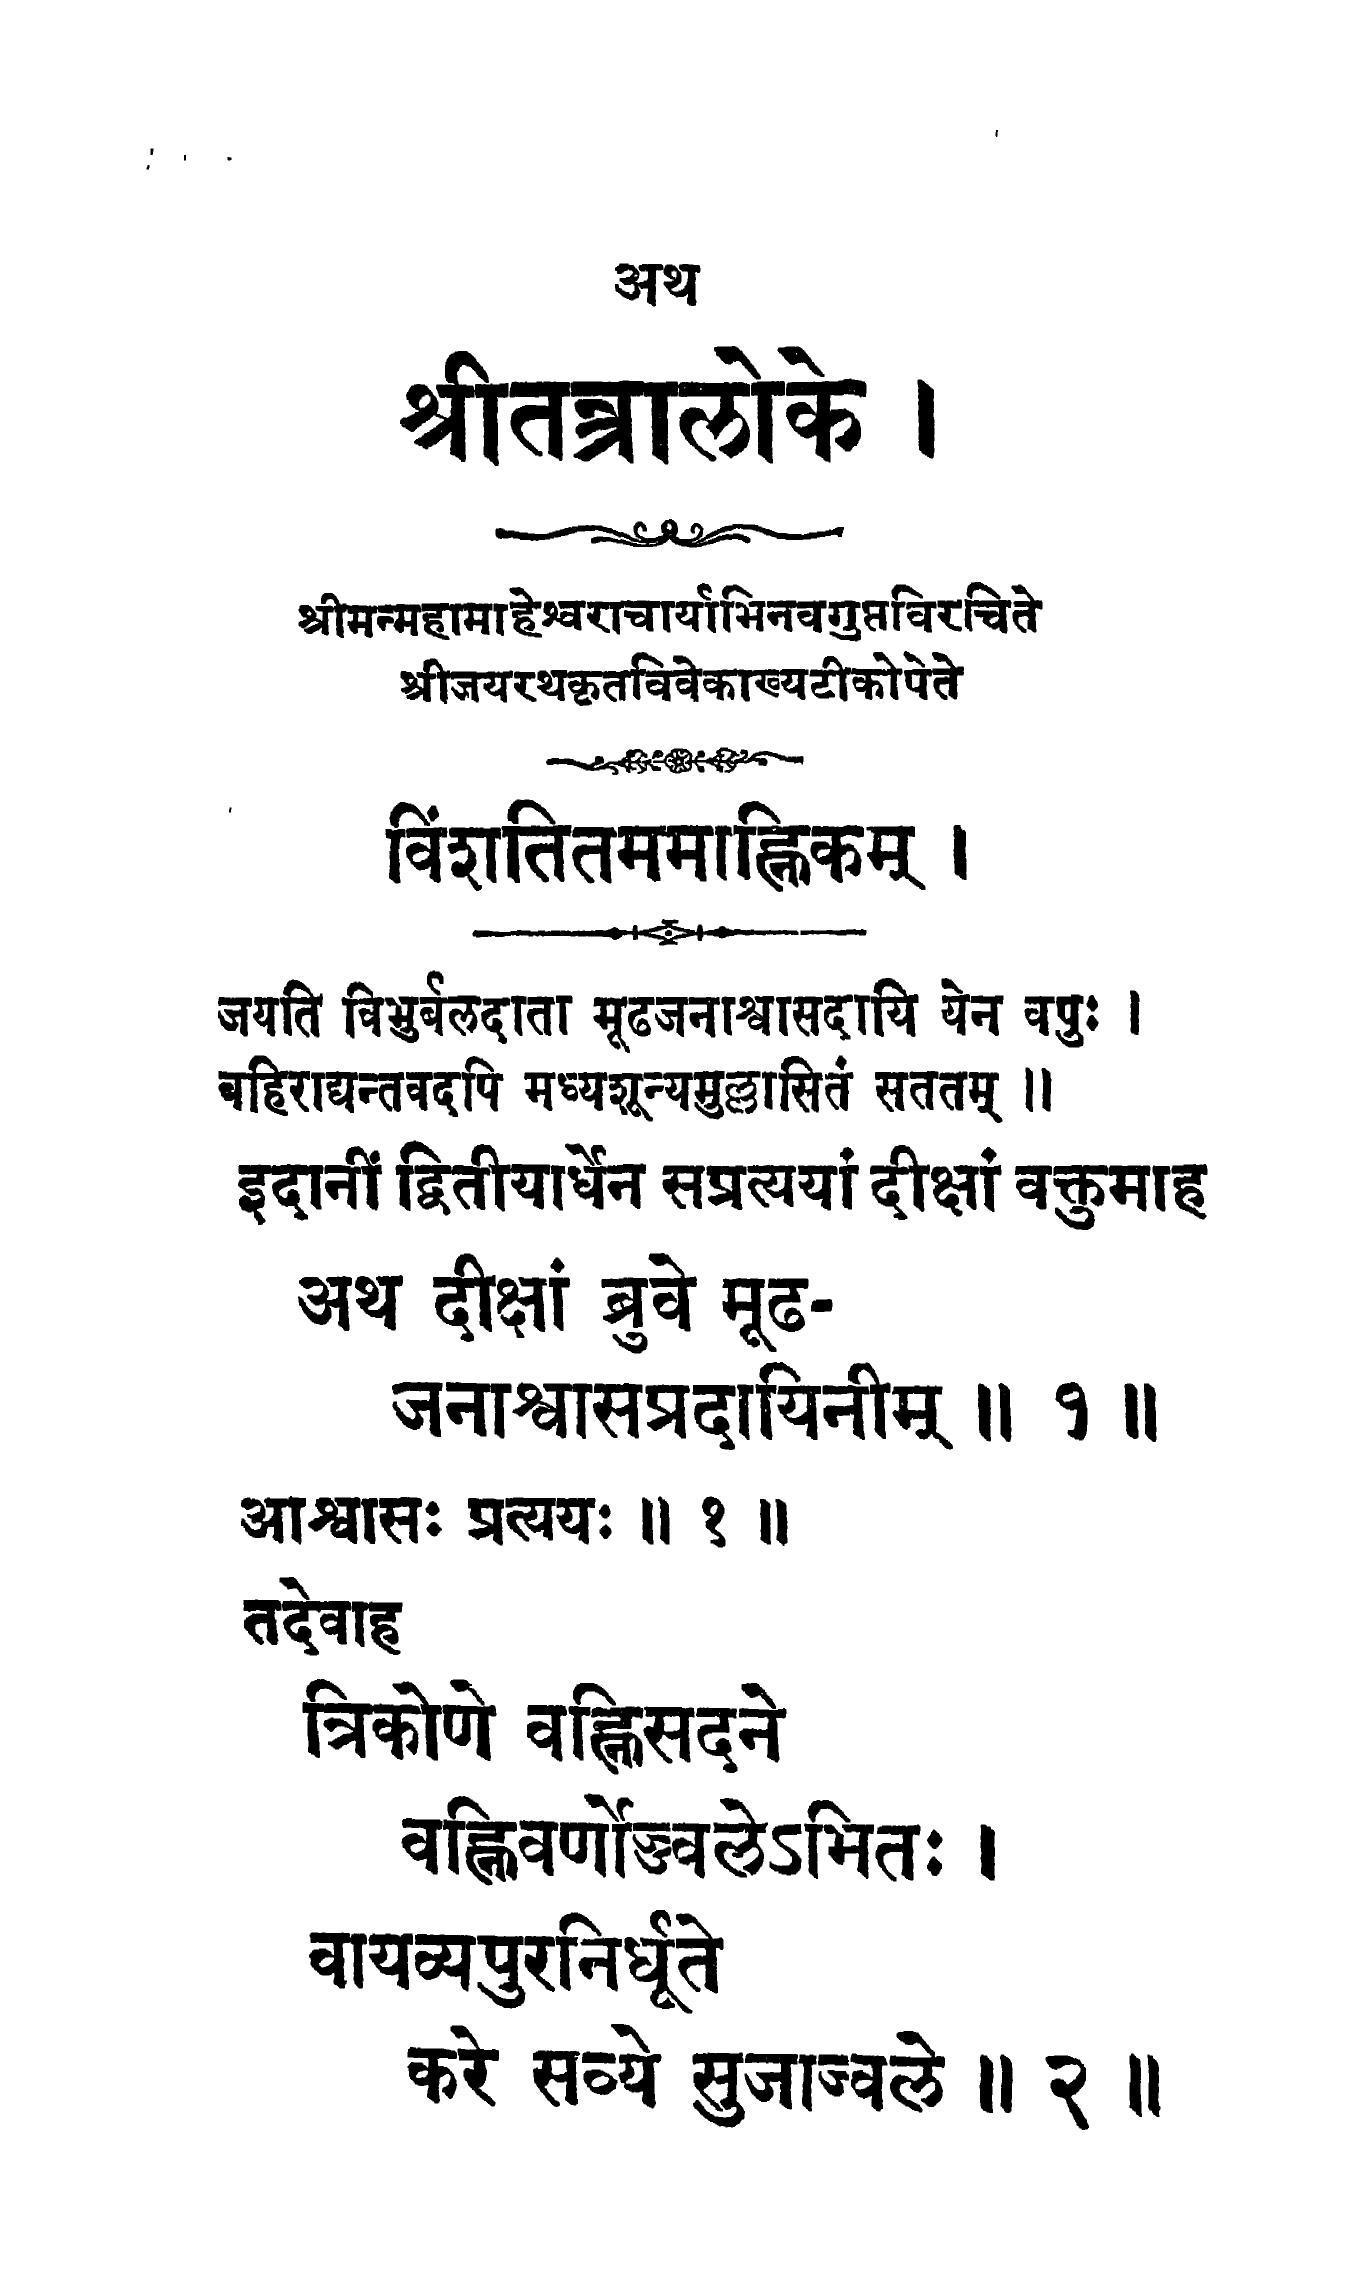 अथ
श्रीतन्त्रालोके ।
श्रीमन्महामाहेश्वराचार्याभिनवगुप्तविरचिते
श्रीजयरथकृतविवेकाख्यटीकोपेते
विंशतितममाह्निकम् ।
जयति विभुर्बलदाता मूढजनाश्वासदायि येन वपुः ।
बहिराद्यन्तवदपि मध्यशून्यमुल्लासितं सततम् ॥
इदानीं द्वितीयार्धेन सप्रत्ययां दीक्षां वक्तुमाह
अथ दीक्षां ब्रुवे मूढ-
जनाश्वासप्रदायिनीम् ॥ १ ॥
आश्वासः प्रत्ययः ॥ १ ॥
तदेवाह
त्रिकोणे वह्निसदने
वह्निवर्णोज्ज्वलेऽभितः ।
वायव्यपुरनिर्धूते
करे सव्ये सुजाज्वले ॥ २ ॥